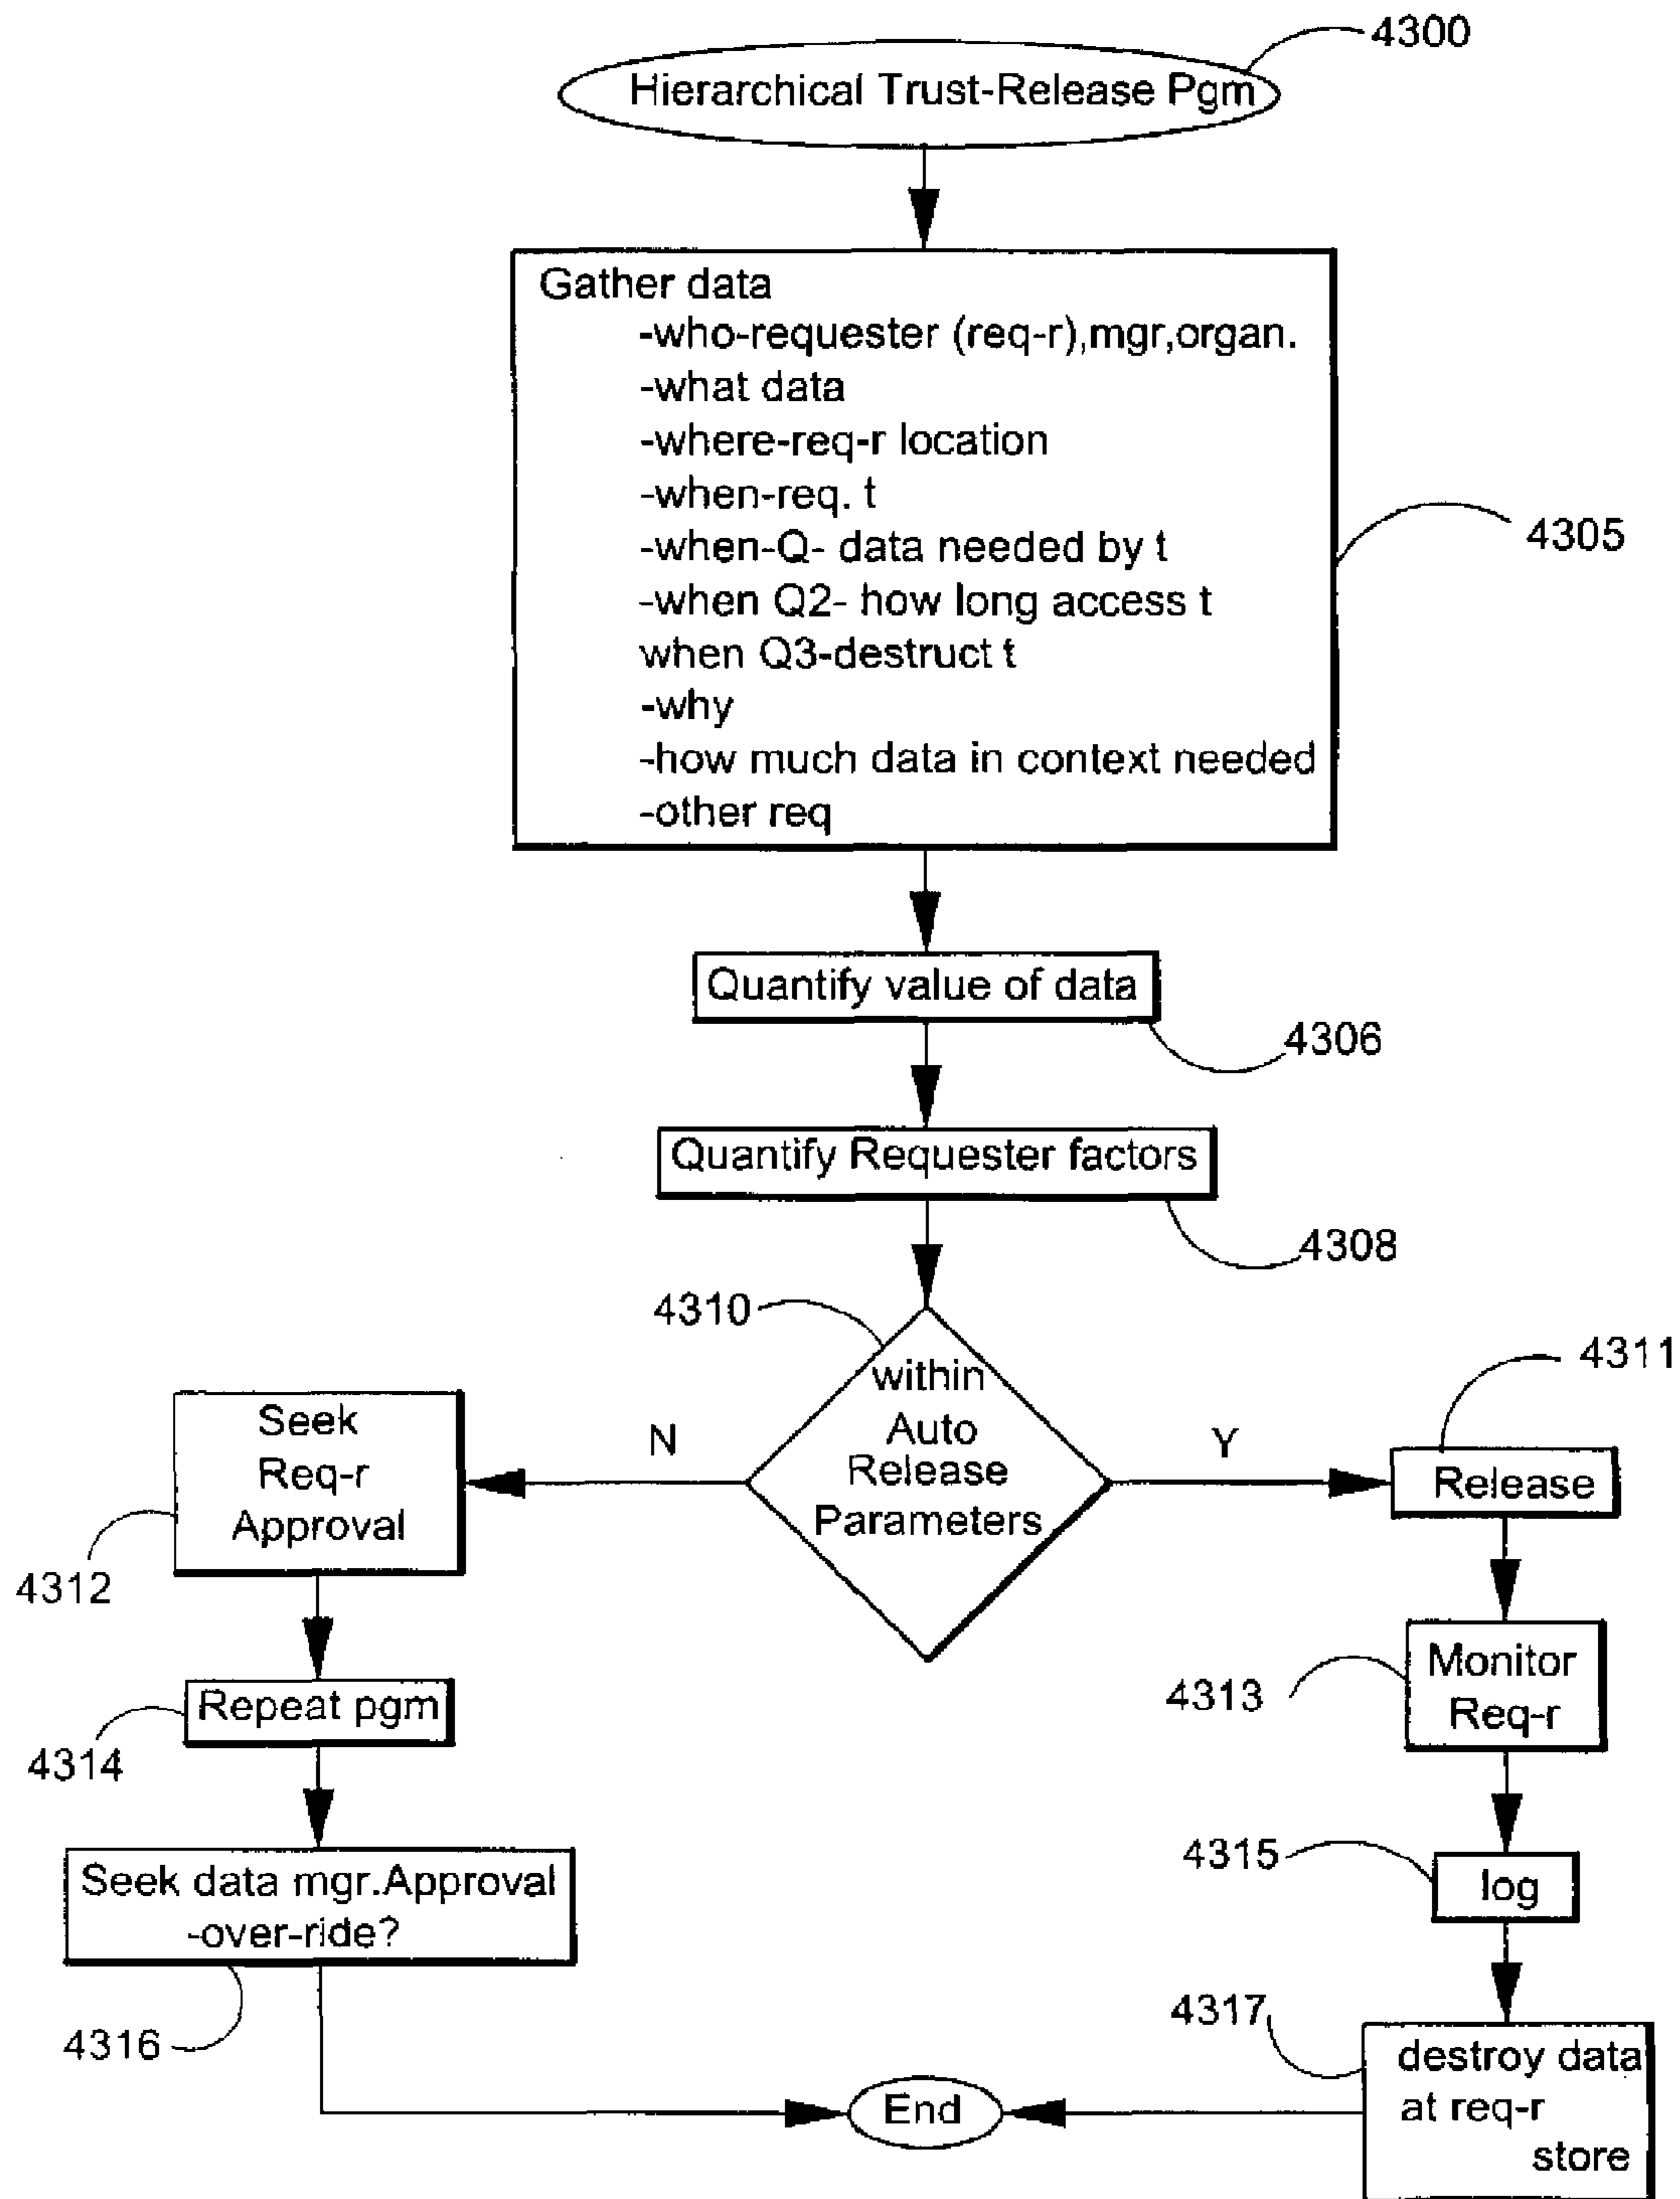 4300
Hierarchical Trust-Release Pgm
Gather data
-who-requester (req-r),mgr,organ.
-what data
-where-req-r location
-when-req. t
-when-Q- data needed by t
-when Q2- how long access t
when Q3-destruct t
-why
-how much data in context needed
-other req
4305
Quantify value of data
4306
Quantify Requester factors
4308
4310
within
Auto
Release
Parameters
N
Y
Seek
Req-r
Approval
4312
4311
Release
Repeat pgm
4314
Monitor
Req-r
4313
Seek data mgr.Approval
-over-ride?
4316
4315
log
4317
destroy data
at req-r
store
End